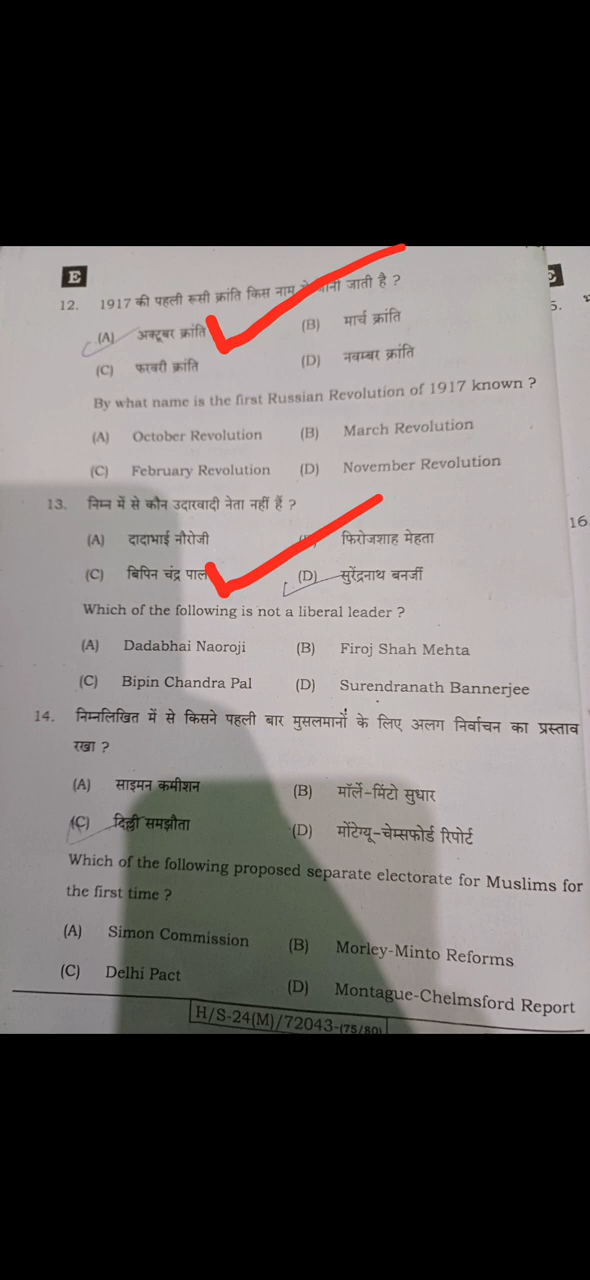 E
12. 1917 की पहली रूसी क्रांति किस नाम जानी जाती है ?
(A) अक्टूबर क्रांति (B) मार्च क्रांति
(C) फरवरी क्रांति (D) नवम्बर क्रांति
By what name is the first Russian Revolution of 1917 known ?
(A) October Revolution (B) March Revolution
(C) February Revolution (D) November Revolution
13. निम्न में से कौन उदारवादी नेता नहीं हैं ?
(A) दादाभाई नौरोजी फिरोजशाह मेहता
(C) बिपिन चंद्र पाल (D) सुरेंद्रनाथ बनर्जी
Which of the following is not a liberal leader ?
(A) Dadabhai Naoroji (B) Firoj Shah Mehta
(C) Bipin Chandra Pal (D) Surendranath Bannerjee
14. निम्नलिखित में से किसने पहली बार मुसलमानों के लिए अलग निर्वाचन का प्रस्ताव
रखा ?
(A) साइमन कमीशन (B) मॉर्ले-मिंटो सुधार
(C) दिल्ली समझौता (D) मोंटेग्यू-चेम्सफोर्ड रिपोर्ट
Which of the following proposed separate electorate for Muslims for
the first time ?
(A) Simon Commission (B) Morley-Minto Reforms
(C) Delhi Pact (D) Montague-Chelmsford Report
H/S-24(M)/72043-(75/80)
5.
16